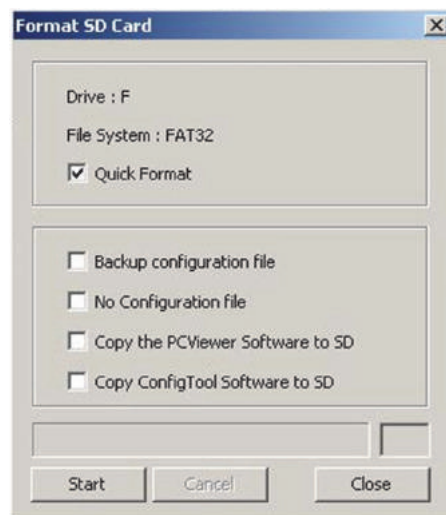 Format SD Card
Drive : F
File System : FAT32
Quick Format
Backup configuration file
No Configuration file
Copy the PCViewer Software to SD
Copy ConfigTool Software to SD
Start Cancel Close